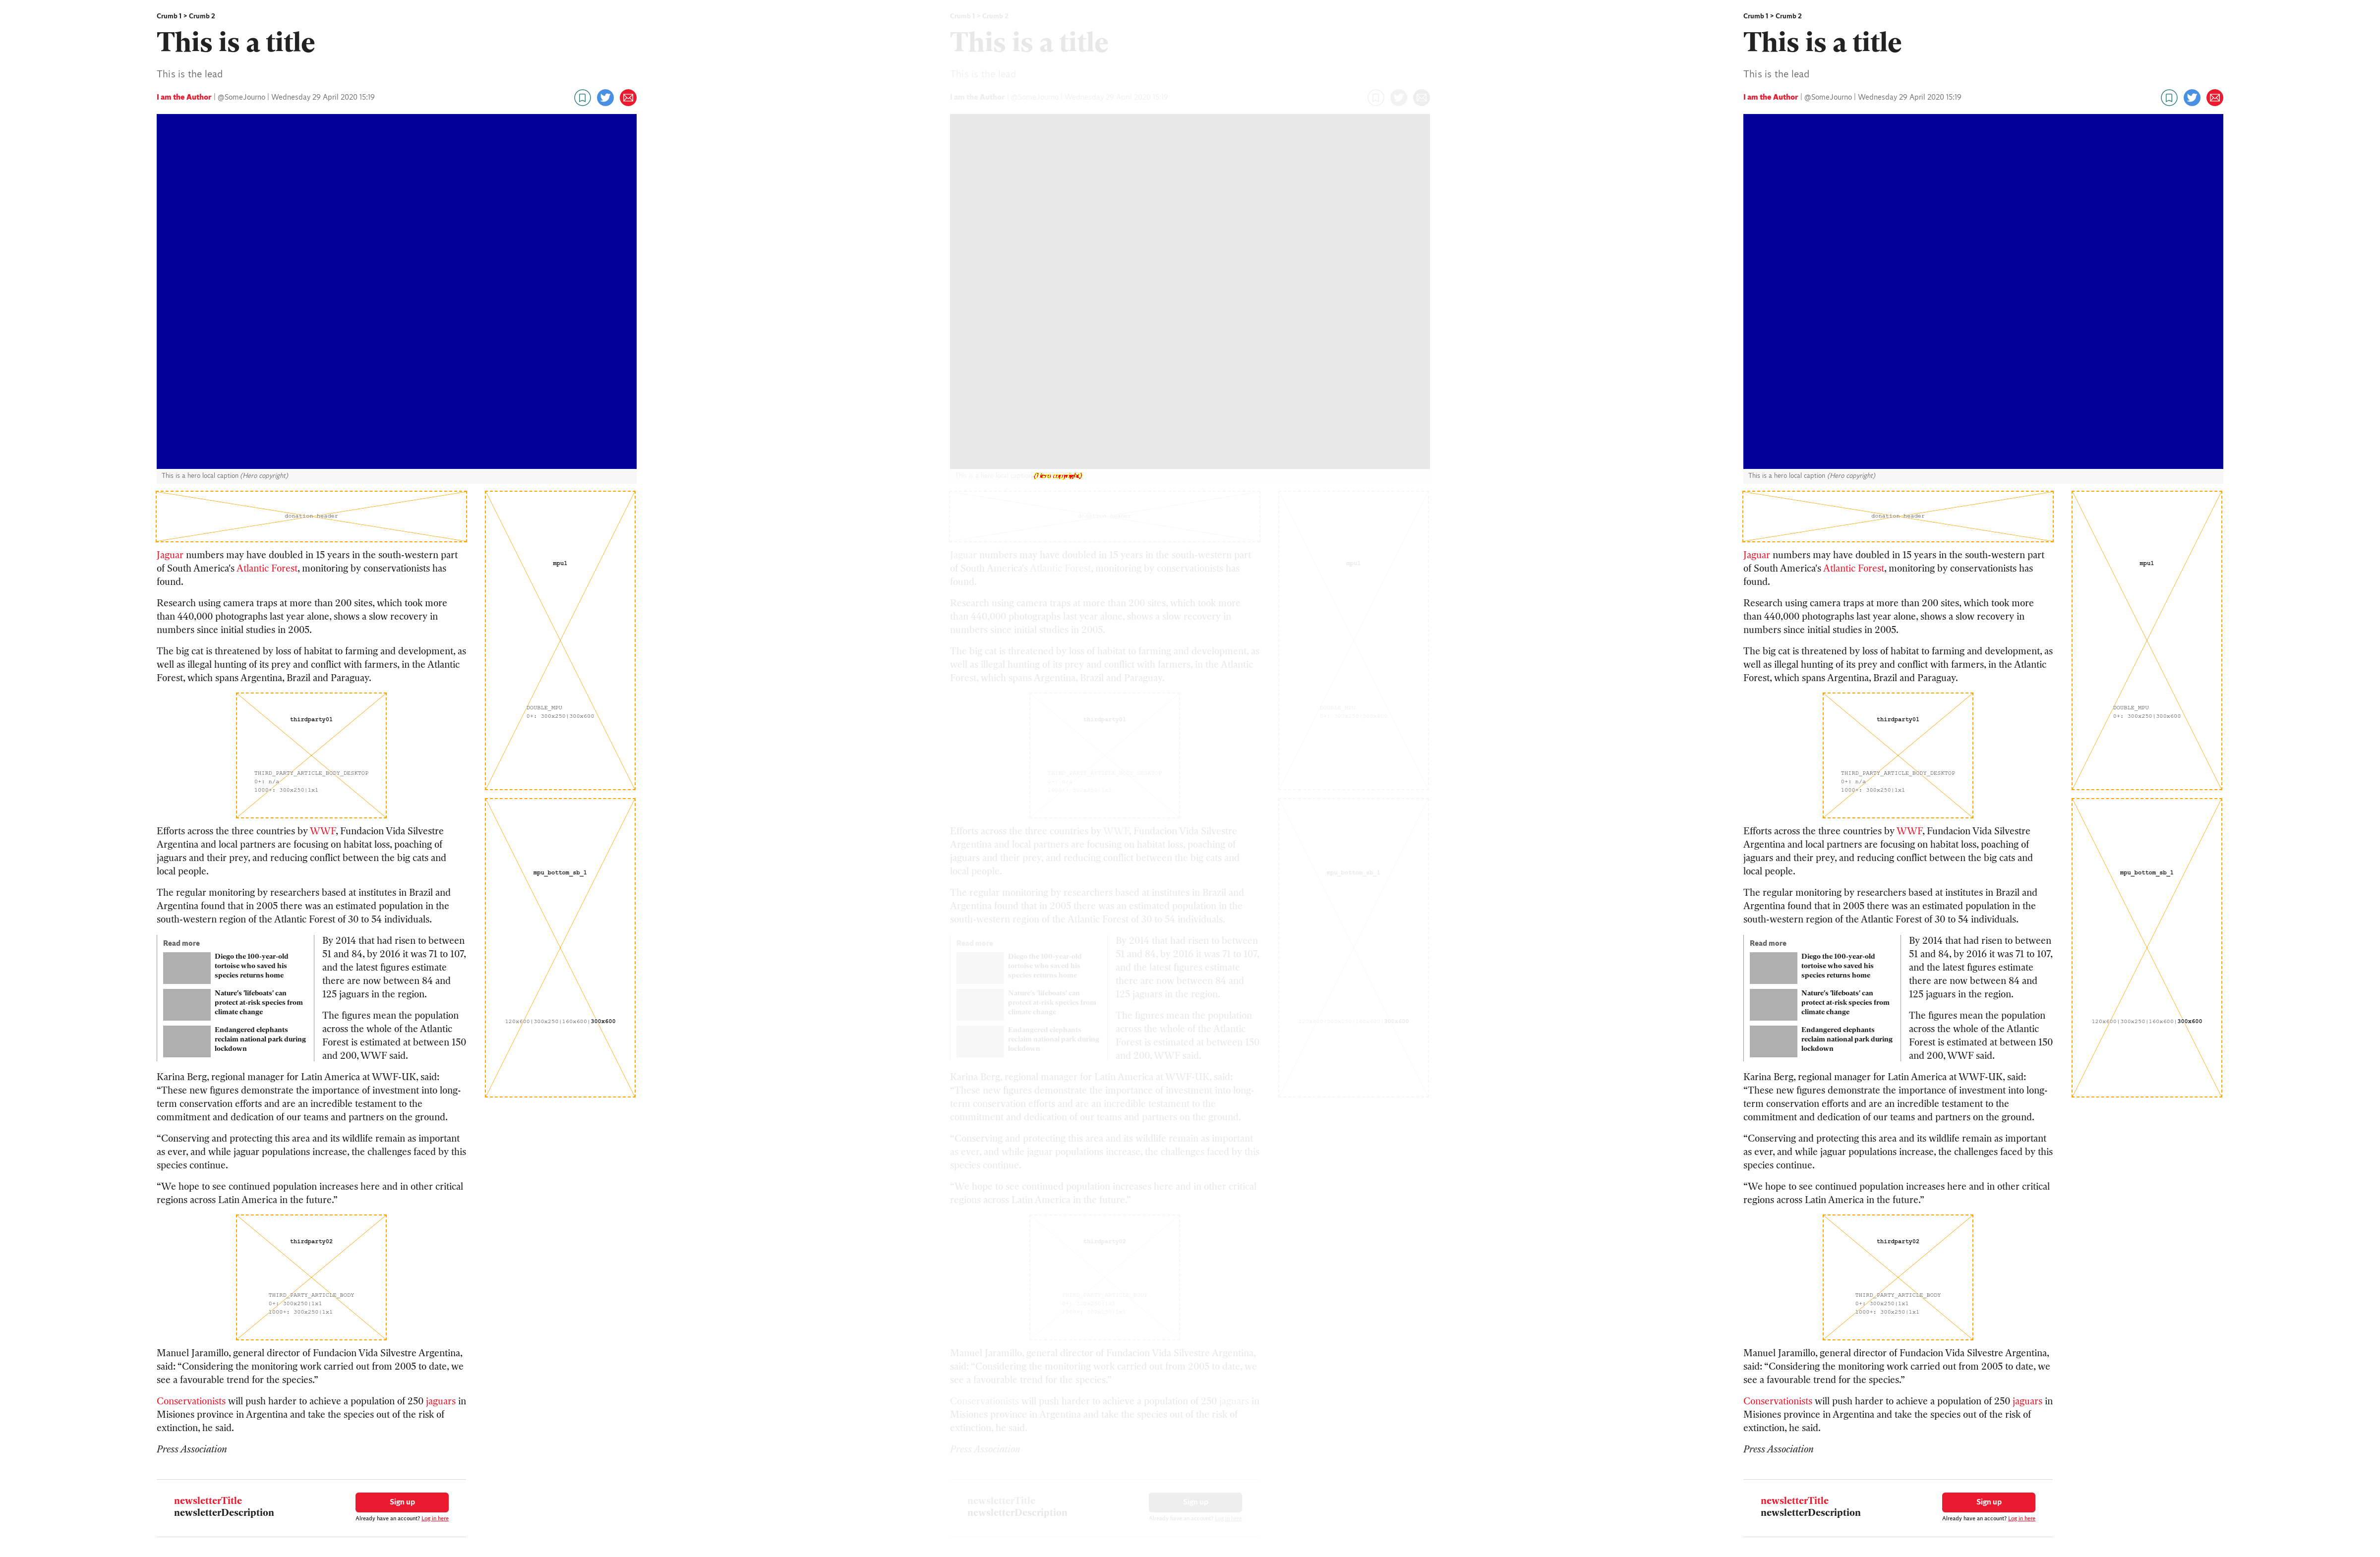 Crumb 1 > Crumb 2
This is a title
This is the lead
I am the Author | @SomeJourno | Wednesday 29 April 2020 15:19
This is a hero local caption (Hero copyright)
donation header
Jaguar numbers may have doubled in 15 years in the south-western part
of South America's Atlantic Forest, monitoring by conservationists has
found.
Research using camera traps at more than 200 sites, which took more
than 440,000 photographs last year alone, shows a slow recovery in
numbers since initial studies in 2005.
The big cat is threatened by loss of habitat to farming and development, as
well as illegal hunting of its prey and conflict with farmers, in the Atlantic
Forest, which spans Argentina, Brazil and Paraguay.
thirdparty01
THIRD_PARTY_ARTICLE_BODY_DESKTOP
0+: n/a
1000+: 300x250|1x1
Efforts across the three countries by WWF, Fundacion Vida Silvestre
Argentina and local partners are focusing on habitat loss, poaching of
jaguars and their prey, and reducing conflict between the big cats and
local people.
The regular monitoring by researchers based at institutes in Brazil and
Argentina found that in 2005 there was an estimated population in the
south-western region of the Atlantic Forest of 30 to 54 individuals.
Read more
Diego the 100-year-old
tortoise who saved his
species returns home
Nature's 'lifeboats' can
protect at-risk species from
climate change
Endangered elephants
reclaim national park during
lockdown
By 2014 that had risen to between
51 and 84, by 2016 it was 71 to 107,
and the latest figures estimate
there are now between 84 and
125 jaguars in the region.
The figures mean the population
across the whole of the Atlantic
Forest is estimated at between 150
and 200, WWF said.
Karina Berg, regional manager for Latin America at WWF-UK, said:
“These new figures demonstrate the importance of investment into long-
term conservation efforts and are an incredible testament to the
commitment and dedication of our teams and partners on the ground.
“Conserving and protecting this area and its wildlife remain as important
as ever, and while jaguar populations increase, the challenges faced by this
species continue.
“We hope to see continued population increases here and in other critical
regions across Latin America in the future.”
thirdparty02
THIRD_PARTY_ARTICLE_BODY
0+: 300x250|1x1
1000+: 300x250|1x1
Manuel Jaramillo, general director of Fundacion Vida Silvestre Argentina,
said: “Considering the monitoring work carried out from 2005 to date, we
see a favourable trend for the species.”
Conservationists will push harder to achieve a population of 250 jaguars in
Misiones province in Argentina and take the species out of the risk of
extinction, he said.
Press Association
newsletterTitle
newsletterDescription
Sign up
Already have an account? Log in here
mpu1
DOUBLE_MPU
0+: 300x250|300x600
mpu_bottom_sb_1
120x600|300x250|160x600|300x600
Crumb 1 > Crumb 2
This is a title
This is the lead
I am the Author | @SomeJourno | Wednesday 29 April 2020 15:19
(Hero copyright)
Jaguar numbers may have doubled in 15 years in the south-western part
of South America's Atlantic Forest, monitoring by conservationists has
found.
Research using camera traps at more than 200 sites, which took more
than 440,000 photographs last year alone, shows a slow recovery in
numbers since initial studies in 2005.
The big cat is threatened by loss of habitat to farming and development, as
well as illegal hunting of its prey and conflict with farmers, in the Atlantic
Forest, which spans Argentina, Brazil and Paraguay.
thirdparty01
Efforts across the three countries by WWF, Fundacion Vida Silvestre
Argentina and local partners are focusing on habitat loss, poaching of
jaguars and their prey, and reducing conflict between the big cats and
local people.
The regular monitoring by researchers based at institutes in Brazil and
Argentina found that in 2005 there was an estimated population in the
south-western region of the Atlantic Forest of 30 to 54 individuals.
Read more
Diego the 100-year-old
tortoise who saved his
species returns home
Nature's 'lifeboats' can
protect at-risk species from
climate change
Endangered elephants
reclaim national park during
lockdown
By 2014 that had risen to between
51 and 84, by 2016 it was 71 to 107,
and the latest figures estimate
there are now between 84 and
125 jaguars in the region.
The figures mean the population
across the whole of the Atlantic
Forest is estimated at between 150
and 200, WWF said.
Karina Berg, regional manager for Latin America at WWF-UK, said:
“These new figures demonstrate the importance of investment into long-
term conservation efforts and are an incredible testament to the
commitment and dedication of our teams and partners on the ground.
“Conserving and protecting this area and its wildlife remain as important
as ever, and while jaguar populations increase, the challenges faced by this
species continue.
“We hope to see continued population increases here and in other critical
regions across Latin America in the future.”
thirdparty02
Manuel Jaramillo, general director of Fundacion Vida Silvestre Argentina,
said: “Considering the monitoring work carried out from 2005 to date, we
see a favourable trend for the species.”
Conservationists will push harder to achieve a population of 250 jaguars in
Misiones province in Argentina and take the species out of the risk of
extinction, he said.
Press Association
newsletterTitle
newsletterDescription
Sign up
Already have an account? Log in here
mpu1
mpu_bottom_sb_1
Crumb 1 > Crumb 2
This is a title
This is the lead
I am the Author | @SomeJourno | Wednesday 29 April 2020 15:19
This is a hero local caption (Hero copyright)
donation header
Jaguar numbers may have doubled in 15 years in the south-western part
of South America's Atlantic Forest, monitoring by conservationists has
found.
Research using camera traps at more than 200 sites, which took more
than 440,000 photographs last year alone, shows a slow recovery in
numbers since initial studies in 2005.
The big cat is threatened by loss of habitat to farming and development, as
well as illegal hunting of its prey and conflict with farmers, in the Atlantic
Forest, which spans Argentina, Brazil and Paraguay.
thirdparty01
THIRD_PARTY_ARTICLE_BODY_DESKTOP
0+: n/a
1000+: 300x250|1x1
Efforts across the three countries by WWF, Fundacion Vida Silvestre
Argentina and local partners are focusing on habitat loss, poaching of
jaguars and their prey, and reducing conflict between the big cats and
local people.
The regular monitoring by researchers based at institutes in Brazil and
Argentina found that in 2005 there was an estimated population in the
south-western region of the Atlantic Forest of 30 to 54 individuals.
Read more
Diego the 100-year-old
tortoise who saved his
species returns home
Nature's 'lifeboats' can
protect at-risk species from
climate change
Endangered elephants
reclaim national park during
lockdown
By 2014 that had risen to between
51 and 84, by 2016 it was 71 to 107,
and the latest figures estimate
there are now between 84 and
125 jaguars in the region.
The figures mean the population
across the whole of the Atlantic
Forest is estimated at between 150
and 200, WWF said.
Karina Berg, regional manager for Latin America at WWF-UK, said:
“These new figures demonstrate the importance of investment into long-
term conservation efforts and are an incredible testament to the
commitment and dedication of our teams and partners on the ground.
“Conserving and protecting this area and its wildlife remain as important
as ever, and while jaguar populations increase, the challenges faced by this
species continue.
“We hope to see continued population increases here and in other critical
regions across Latin America in the future.”
thirdparty02
THIRD_PARTY_ARTICLE_BODY
0+: 300x250|1x1
1000+: 300x250|1x1
Manuel Jaramillo, general director of Fundacion Vida Silvestre Argentina,
said: “Considering the monitoring work carried out from 2005 to date, we
see a favourable trend for the species.”
Conservationists will push harder to achieve a population of 250 jaguars in
Misiones province in Argentina and take the species out of the risk of
extinction, he said.
Press Association
newsletterTitle
newsletterDescription
Sign up
Already have an account? Log in here
mpu1
DOUBLE_MPU
0+: 300x250|300x600
mpu_bottom_sb_1
120x600|300x250|160x600|300x600